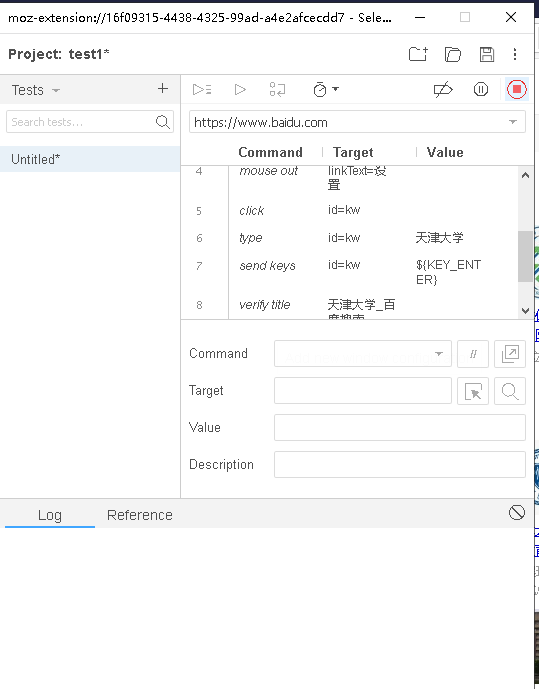 moz-extension://16f09315-4438-4325-99ad-a4e2afcecdd7 - Sele...
Project: test1*
Tests
Search tests...
Untitled*
https://www.baidu.com
Command Target Value
4 mouse out linkText=设
置
5 click id=kw
6 type id=kw 天津大学
7 send keys id=kw ${KEY_ENT
ER}
8 verify title 天津大学_百
度搜索
Command
//
Target
Value
Description
Log Reference